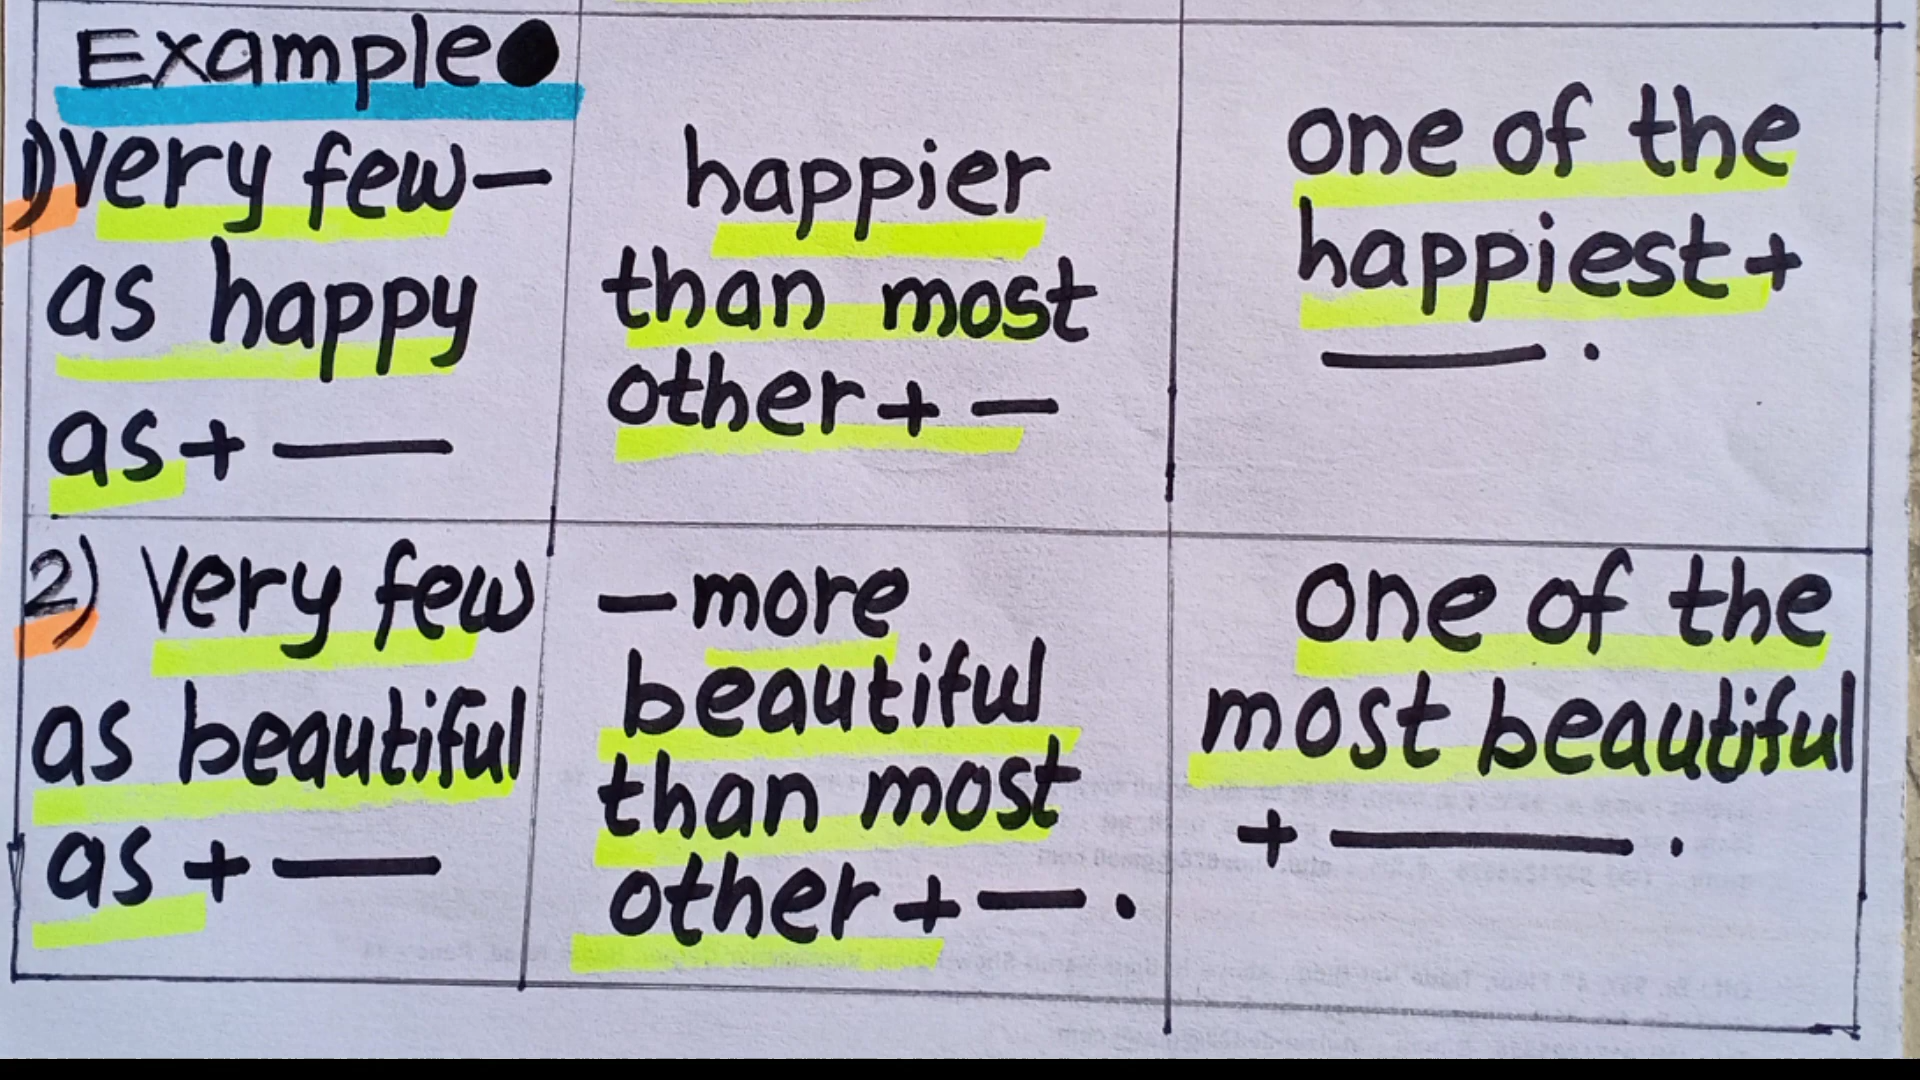 Example●
1) Very few—
as happy
as + —
happier
than most
other + —
one of the
happiest +
— .
2) Very few
as beautiful
as + —
— more
beautiful
than most
other + — .
one of the
most beautiful
+ — .